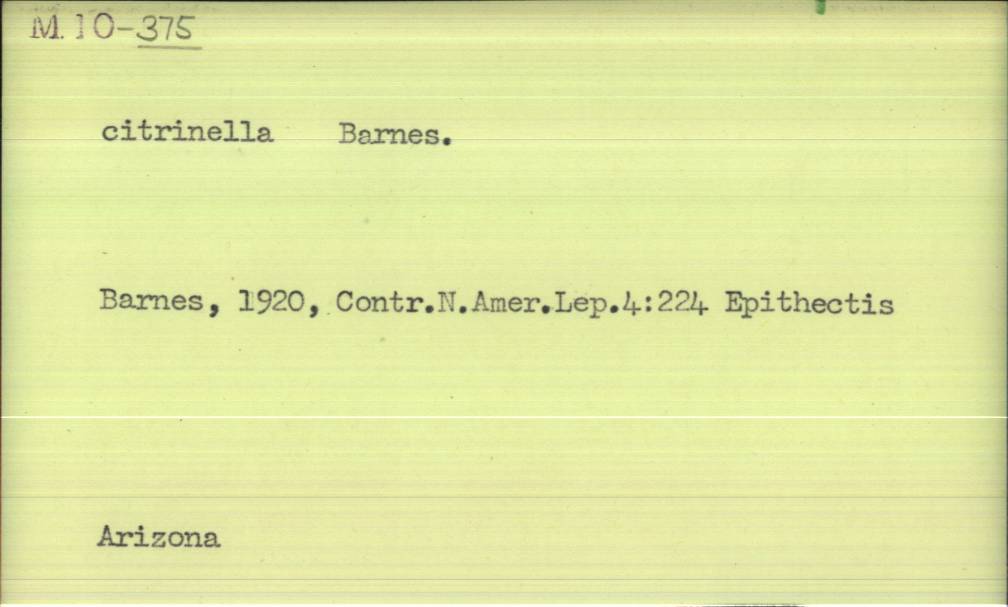 M. 10-375
citrinella Barnes.
Barnes, 1920, Contr.N.Amer.Lep.4:224 Epithectis
Arizona